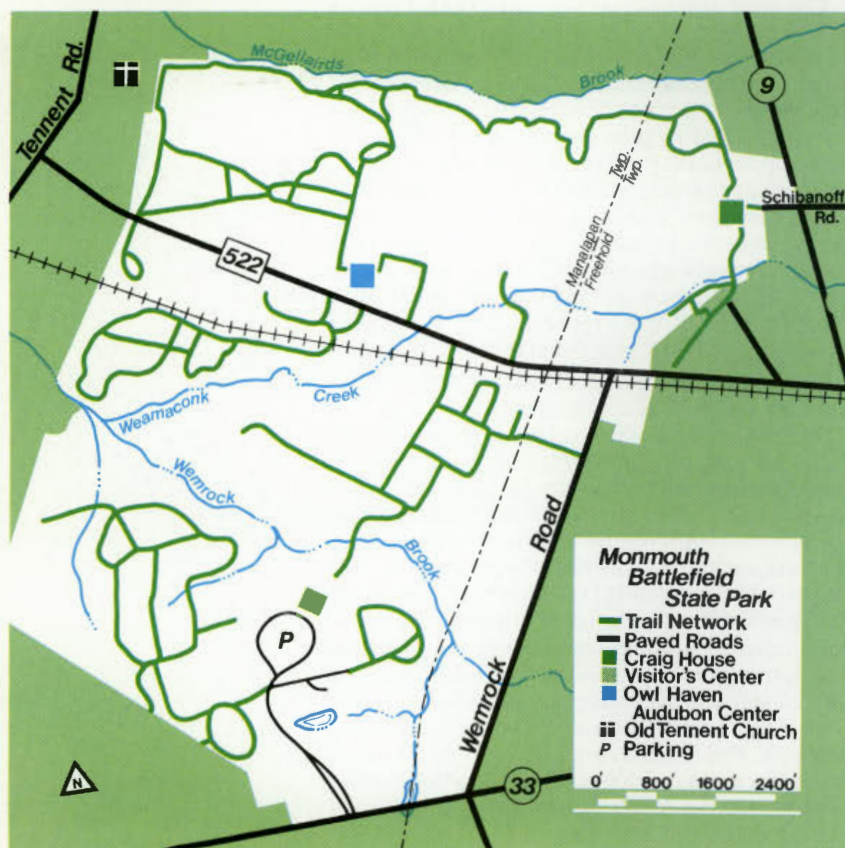 McGellairds
Brook
Tennent Rd.
9
Twp.
Twp.
Schibanoff
Rd.
Manalapan
Freehold
522
Weamaconk
Creek
Wemrock
Brook
Road
Wemrock
P
33
N
Monmouth
Battlefield
State Park
Trail Network
Paved Roads
Craig House
Visitor's Center
Owl Haven
Audubon Center
Old Tennent Church
P Parking
0' 800' 1600' 2400'